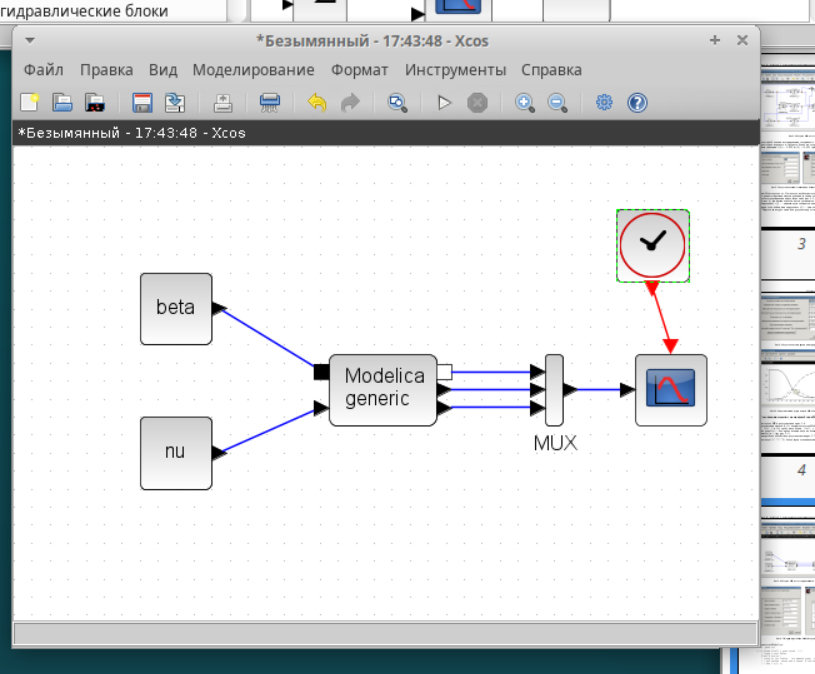 гидравлические блоки
*Безымянный - 17:43:48 - Xcos
Файл Правка Вид Моделирование Формат Инструменты Справка
*Безымянный - 17:43:48 - Xcos
beta
Modelica
generic
nu
MUX
3
4